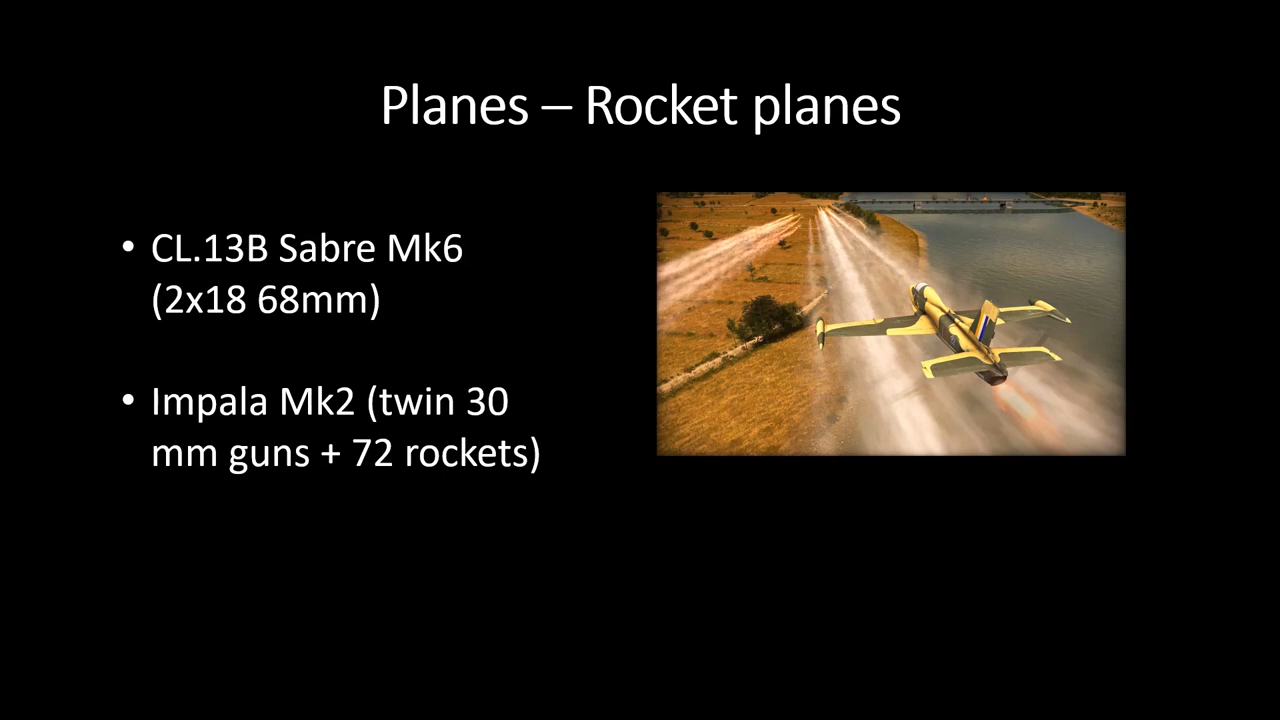 Planes – Rocket planes
• CL.13B Sabre Mk6
(2x18 68mm)
• Impala Mk2 (twin 30
mm guns + 72 rockets)